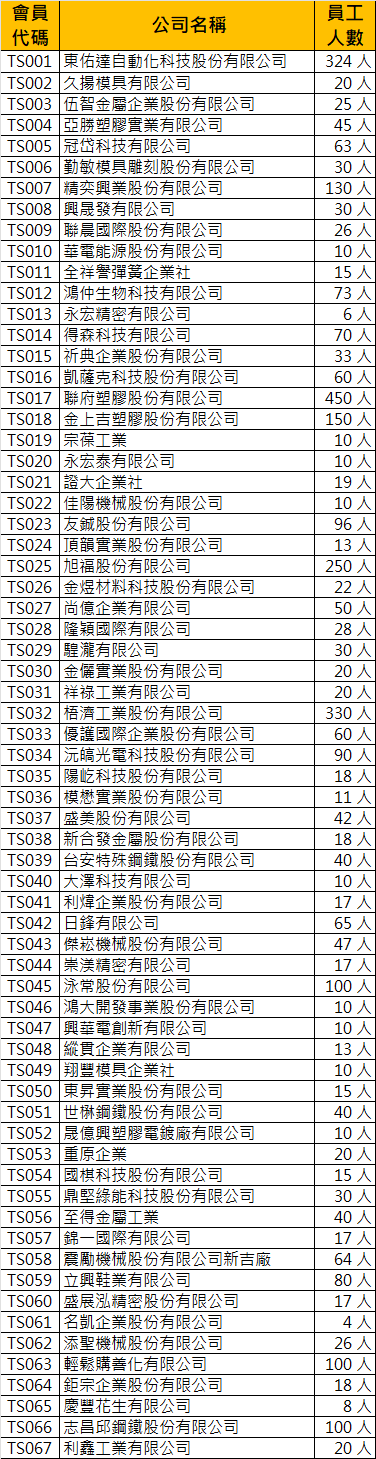 會員代碼 公司名稱 員工人數
TS001 東佑達自動化科技股份有限公司 324 人
TS002 久揚模具有限公司 20 人
TS003 伍智金屬企業股份有限公司 25 人
TS004 亞勝塑膠實業有限公司 45 人
TS005 冠岱科技有限公司 63 人
TS006 勤敏模具雕刻股份有限公司 30 人
TS007 精奕興業股份有限公司 130 人
TS008 興晟發有限公司 30 人
TS009 聯晨國際股份有限公司 26 人
TS010 華電能源股份有限公司 10 人
TS011 全祥譽彈簧企業社 15 人
TS012 鴻仲生物科技有限公司 73 人
TS013 永宏精密有限公司 6 人
TS014 得森科技有限公司 70 人
TS015 祈典企業股份有限公司 33 人
TS016 凱薩克科技股份有限公司 60 人
TS017 聯府塑膠股份有限公司 450 人
TS018 金上吉塑膠股份有限公司 150 人
TS019 宗葆工業 10 人
TS020 永宏泰有限公司 10 人
TS021 證大企業社 19 人
TS022 佳陽機械股份有限公司 10 人
TS023 友鋮股份有限公司 96 人
TS024 頂韻實業股份有限公司 13 人
TS025 旭福股份有限公司 250 人
TS026 金煜材料科技股份有限公司 22 人
TS027 尚億企業有限公司 50 人
TS028 隆穎國際有限公司 28 人
TS029 駩瀧有限公司 30 人
TS030 金儷實業股份有限公司 20 人
TS031 祥祿工業有限公司 20 人
TS032 梧濟工業股份有限公司 330 人
TS033 優護國際企業股份有限公司 60 人
TS034 沅皜光電科技股份有限公司 90 人
TS035 陽屹科技股份有限公司 18 人
TS036 模懋實業股份有限公司 11 人
TS037 盛美股份有限公司 42 人
TS038 新合發金屬股份有限公司 18 人
TS039 台安特殊鋼鐵股份有限公司 40 人
TS040 大澤科技有限公司 10 人
TS041 利煒企業股份有限公司 17 人
TS042 日鋒有限公司 65 人
TS043 傑崧機械股份有限公司 47 人
TS044 崇渼精密有限公司 17 人
TS045 泳常股份有限公司 100 人
TS046 鴻大開發事業股份有限公司 10 人
TS047 興華電創新有限公司 10 人
TS048 縱貫企業有限公司 13 人
TS049 翔豐模具企業社 10 人
TS050 東昇實業股份有限公司 15 人
TS051 世楙鋼鐵股份有限公司 40 人
TS052 晟億興塑膠電鍍廠有限公司 10 人
TS053 重原企業 20 人
TS054 國棋科技股份有限公司 15 人
TS055 鼎堅綠能科技股份有限公司 30 人
TS056 至得金屬工業 40 人
TS057 錦一國際有限公司 17 人
TS058 震勵機械股份有限公司新吉廠 64 人
TS059 立興鞋業有限公司 80 人
TS060 盛展泓精密股份有限公司 17 人
TS061 名凱企業股份有限公司 4 人
TS062 添聖機械股份有限公司 26 人
TS063 輕鬆購善化有限公司 100 人
TS064 鉅宗企業股份有限公司 18 人
TS065 慶豐花生有限公司 8 人
TS066 志昌邱鋼鐵股份有限公司 100 人
TS067 利鑫工業有限公司 20 人